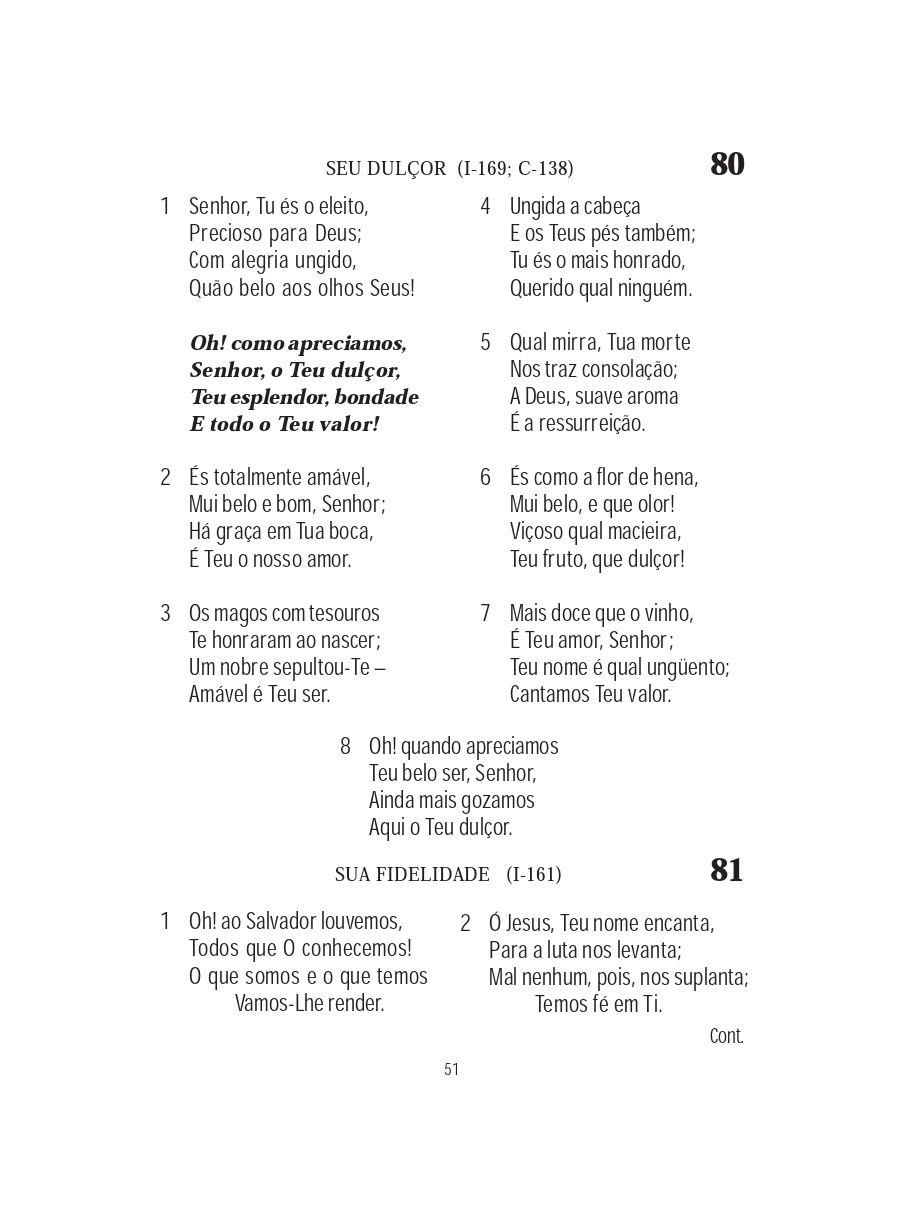 SEU DULÇOR (I-169; C-138) 80
1 Senhor, Tu és o eleito,
Precioso para Deus;
Com alegria ungido,
Quão belo aos olhos Seus!
Oh! como apreciamos,
Senhor, o Teu dulçor,
Teu esplendor, bondade
E todo o Teu valor!
2 És totalmente amável,
Mui belo e bom, Senhor;
Há graça em Tua boca,
É Teu o nosso amor.
3 Os magos com tesouros
Te honraram ao nascer;
Um nobre sepultou-Te –
Amável é Teu ser.
4 Ungida a cabeça
E os Teus pés também;
Tu és o mais honrado,
Querido qual ninguém.
5 Qual mirra, Tua morte
Nos traz consolação;
A Deus, suave aroma
É a ressurreição.
6 És como a flor de hena,
Mui belo, e que olor!
Viçoso qual macieira,
Teu fruto, que dulçor!
7 Mais doce que o vinho,
É Teu amor, Senhor;
Teu nome é qual ungüento;
Cantamos Teu valor.
8 Oh! quando apreciamos
Teu belo ser, Senhor,
Ainda mais gozamos
Aqui o Teu dulçor.
SUA FIDELIDADE (I-161) 81
1 Oh! ao Salvador louvemos,
Todos que O conhecemos!
O que somos e o que temos
Vamos-Lhe render.
2 Ó Jesus, Teu nome encanta,
Para a luta nos levanta;
Mal nenhum, pois, nos suplanta;
Temos fé em Ti.
Cont.
51